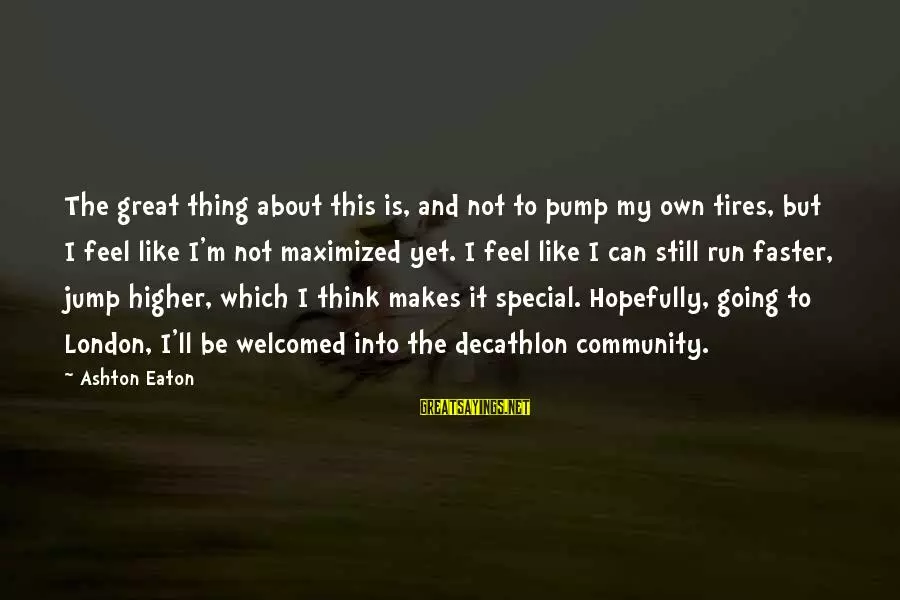 The great thing about this is, and not to pump my own tires, but
I feel like I'm not maximized yet. I feel like I can still run faster,
jump higher, which I think makes it special. Hopefully, going to
London, I'll be welcomed into the decathlon community.
~ Ashton Eaton
GREATSAYINGS.NET